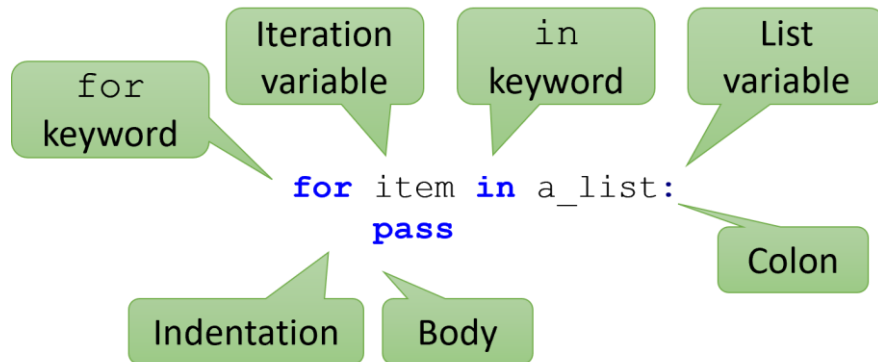 for
keyword
Iteration
variable
in
keyword
List
variable
for item in a_list:
pass
Indentation
Body
Colon